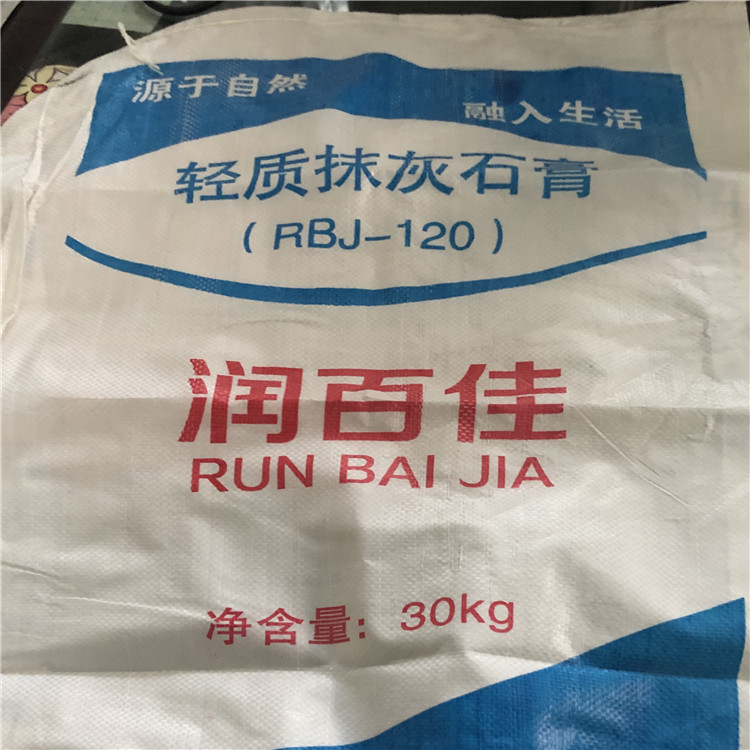 源于自然
融入生活
轻质抹灰石膏
(RBJ-120)
润百佳
RUN BAI JIA
净含量: 30kg